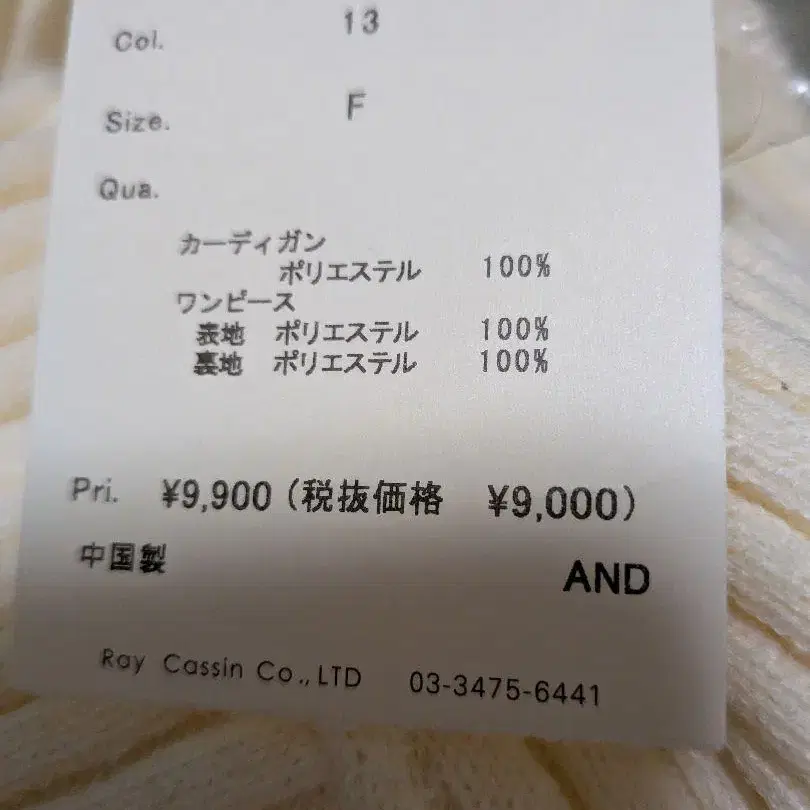 Col. 13
Size. F
Qua.
カーディガン
ポリエステル 100%
ワンピース
表地 ポリエステル 100%
裏地 ポリエステル 100%
Pri. ¥9,900 (税抜価格 ¥9,000)
中国製
AND
Ray Cassin Co.,LTD 03-3475-6441